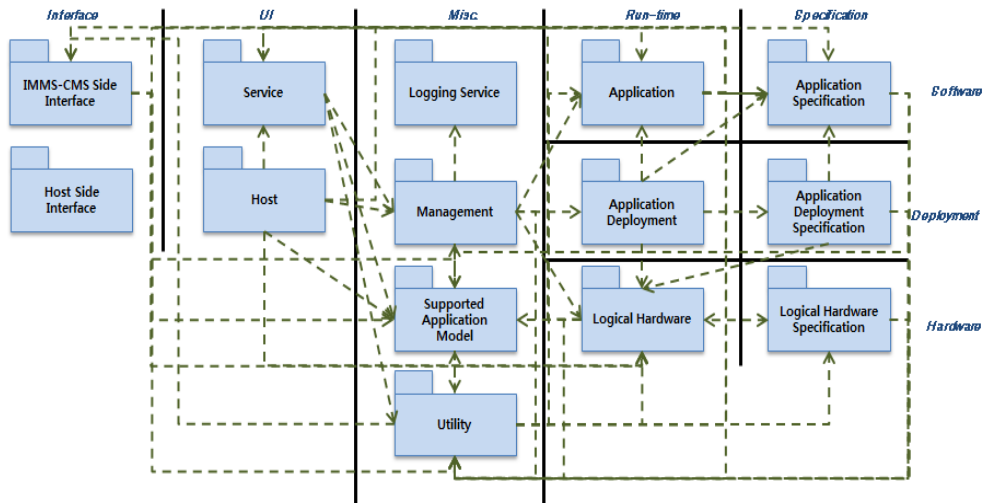 Interface
UI
Misc.
Run-time
Specification
IMMS-CMS Side
Interface
Service
Logging Service
Application
Application
Specification
Software
Host Side
Interface
Host
Management
Application
Deployment
Application
Deployment
Specification
Deployment
Supported
Application
Model
Logical Hardware
Logical Hardware
Specification
Hardware
Utility